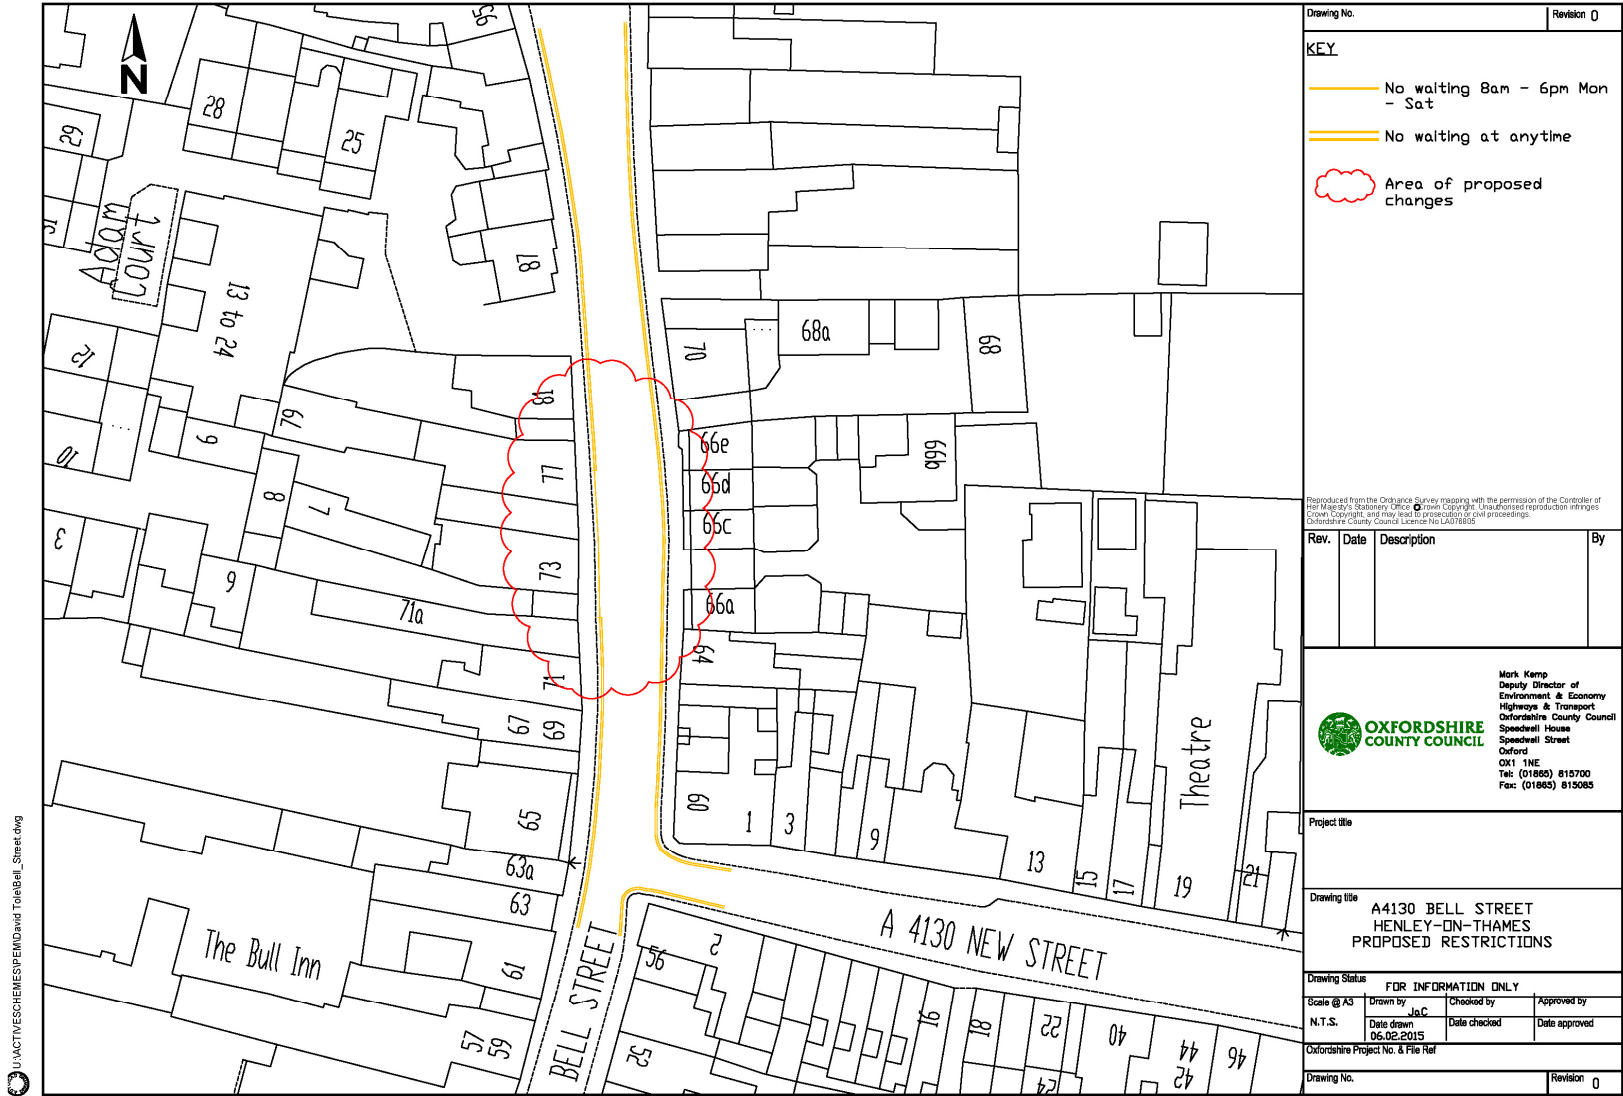 Drawing No.
Revision 0
KEY
No waiting 8am - 6pm Mon
- Sat
No waiting at anytime
Area of proposed
changes
Reproduced from the Ordnance Survey mapping with the permission of the Controller of
Her Majesty's Stationery Office © Crown Copyright. Unauthorised reproduction infringes
Crown Copyright, and may lead to prosecution or civil proceedings.
Oxfordshire County Council Licence No LA076805
Rev. Date Description By
OXFORDSHIRE
COUNTY COUNCIL
Mark Kemp
Deputy Director of
Environment & Economy
Highways & Transport
Oxfordshire County Council
Speedwell House
Speedwell Street
Oxford
OX1 1NE
Tel: (01865) 815700
Fax: (01865) 815085
Project title
Drawing title
A4130 BELL STREET
HENLEY-ON-THAMES
PROPOSED RESTRICTIONS
Drawing Status
FOR INFORMATION ONLY
Scale @ A3
N.T.S.
Drawn by
JaC
Checked by
Approved by
Date drawn
06.02.2015
Date checked
Date approved
Oxfordshire Project No. & File Ref
Drawing No.
Revision 0
N
95
28
25
29
Adam
Court
87
13 to 24
12
10
79
9
8
7
6
3
81
77
73
71a
71
67
69
65
63a
63
61
The Bull Inn
57
59
70
68a
68
66e
66d
66c
66b
66a
64
60
1
3
9
13
15
17
19
21
Theatre
A 4130 NEW STREET
BELL STREET
56
2
52
16
18
22
24
40
44
42
46
U:\ACTIVESCHEMES\PEM\David Tole\Bell_Street.dwg